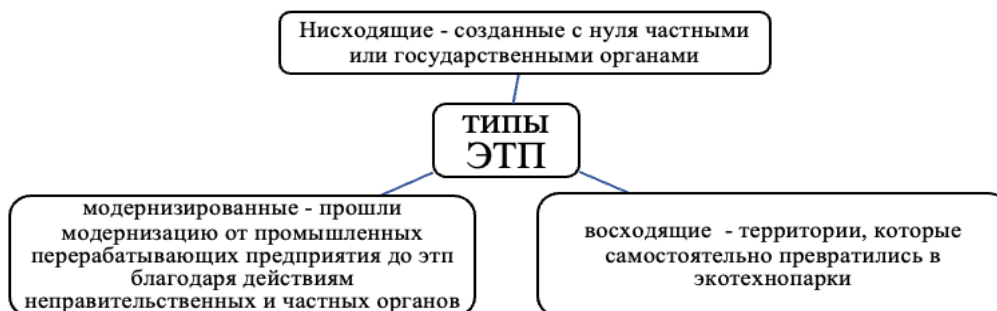 Нисходящие - созданные с нуля частными
или государственными органами
типы
ЭТП
модернизированные - прошли
модернизацию от промышленных
перерабатывающих предприятия до этп
благодаря действиям
неправительственных и частных органов
восходящие - территории, которые
самостоятельно превратились в
экотехнопарки